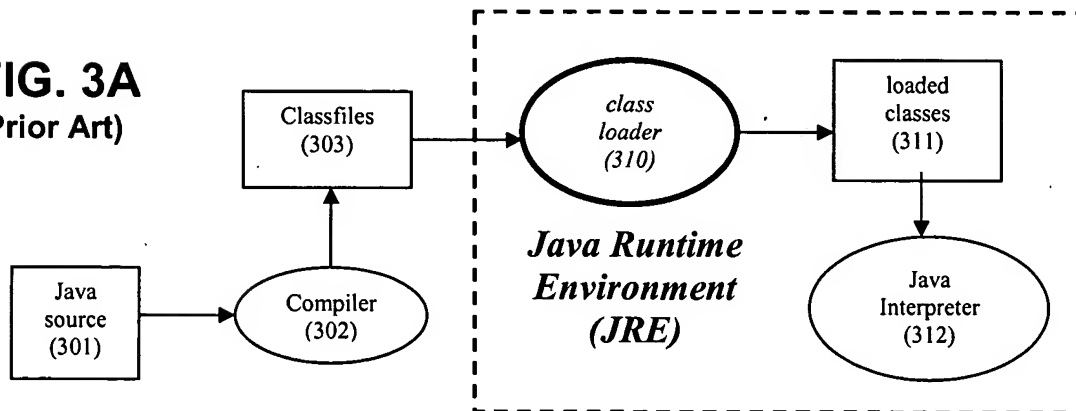 IG. 3A
Prior Art)
Classfiles
(303)
class
loader
(310)
loaded
classes
(311)
Java Runtime
Environment
(JRE)
Java
source
(301)
Compiler
(302)
Java
Interpreter
(312)